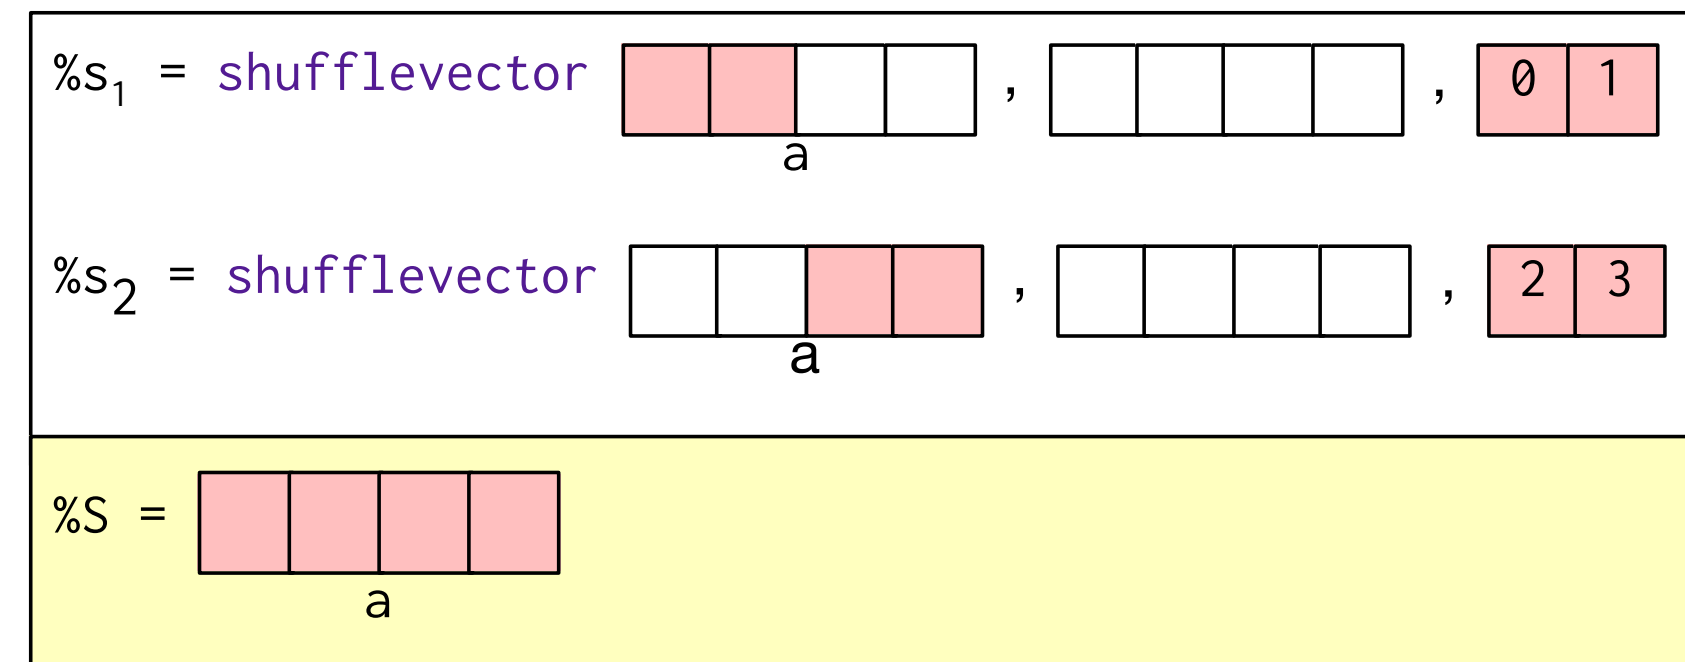 %s₁ = shufflevector , , 0 1
a
%s₂ = shufflevector , , 2 3
a
%S =
a